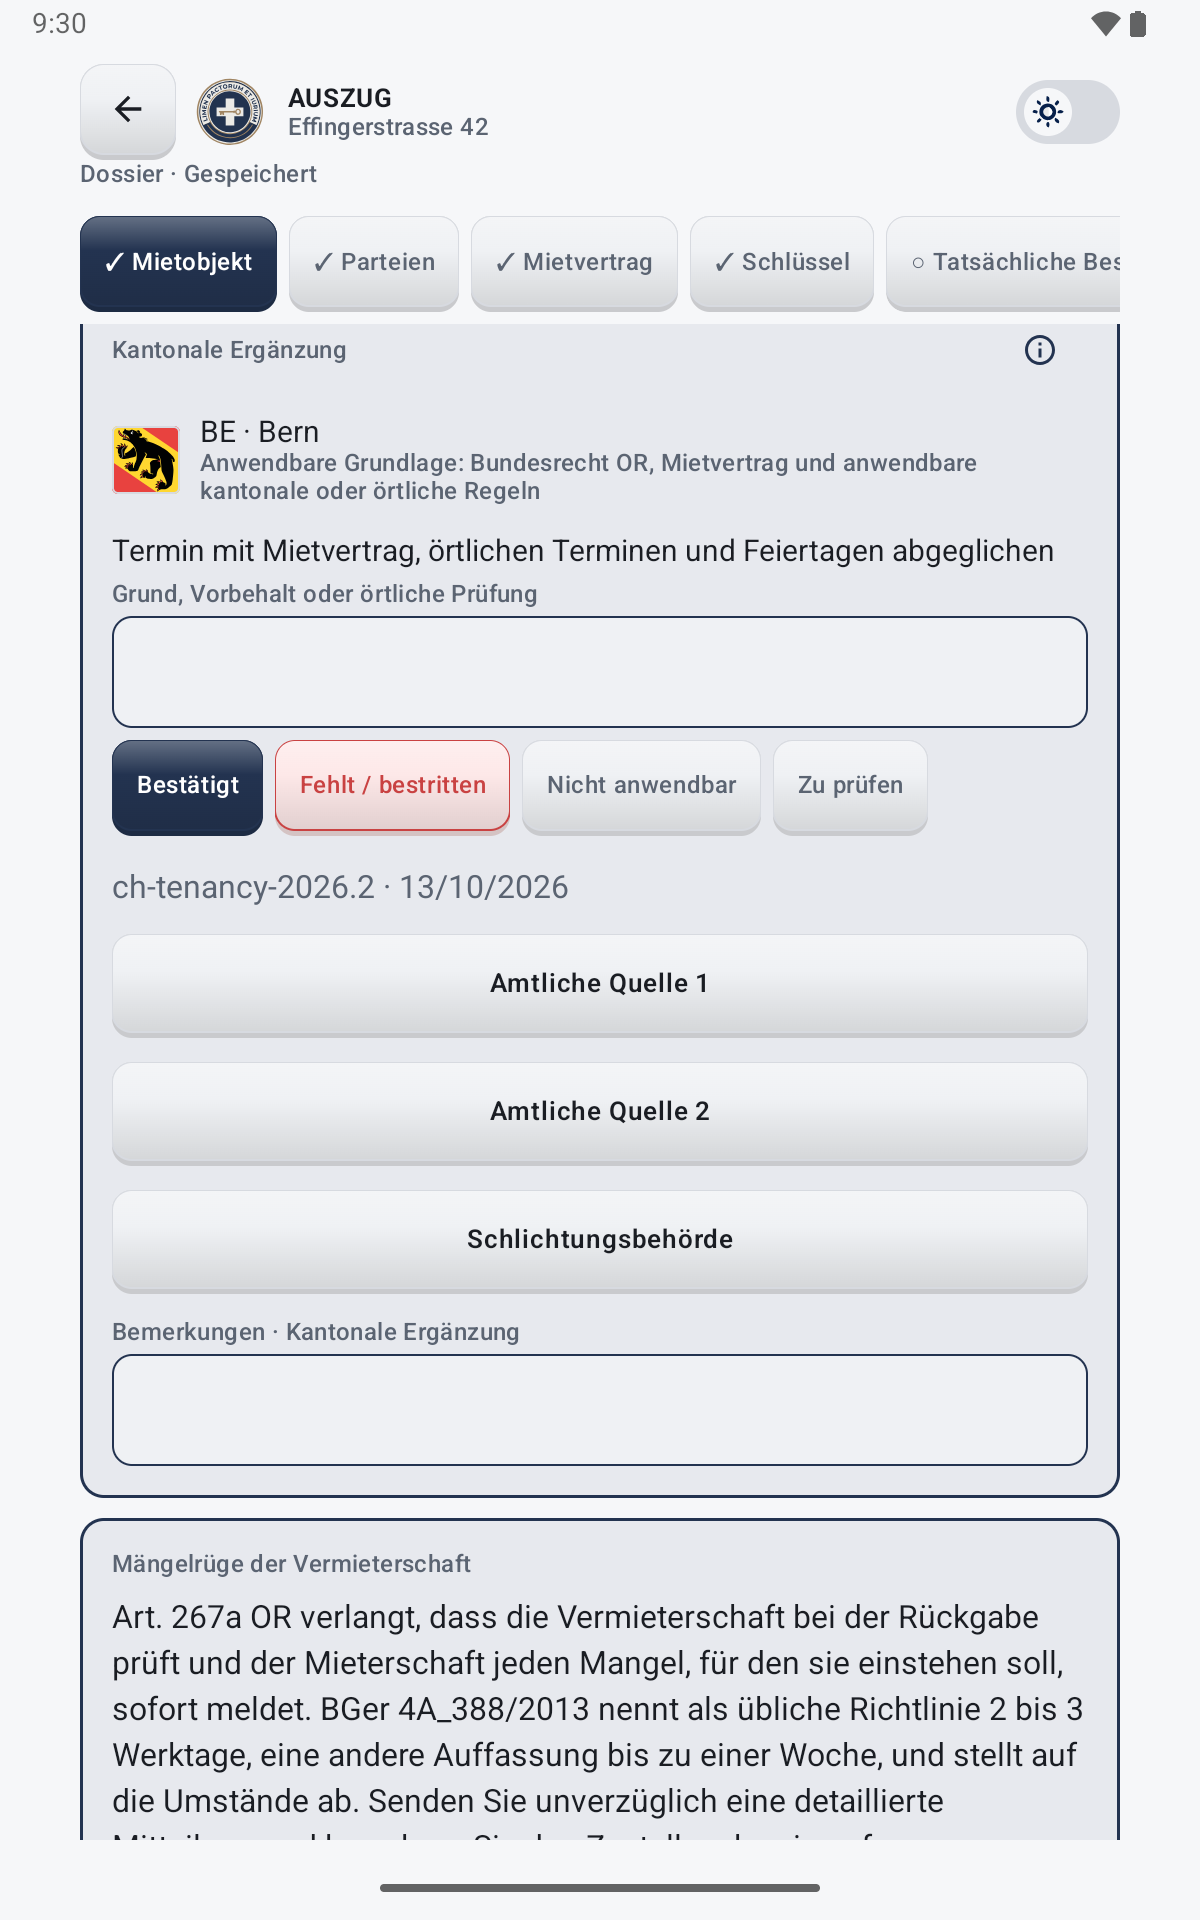 9:30
AUSZUG
Effingerstrasse 42
Dossier · Gespeichert
✓ Mietobjekt
✓ Parteien
✓ Mietvertrag
✓ Schlüssel
○ Tatsächliche Bes
Kantonale Ergänzung
BE · Bern
Anwendbare Grundlage: Bundesrecht OR, Mietvertrag und anwendbare
kantonale oder örtliche Regeln
Termin mit Mietvertrag, örtlichen Terminen und Feiertagen abgeglichen
Grund, Vorbehalt oder örtliche Prüfung
Bestätigt
Fehlt / bestritten
Nicht anwendbar
Zu prüfen
ch-tenancy-2026.2 · 13/10/2026
Amtliche Quelle 1
Amtliche Quelle 2
Schlichtungsbehörde
Bemerkungen · Kantonale Ergänzung
Mängelrüge der Vermieterschaft
Art. 267a OR verlangt, dass die Vermieterschaft bei der Rückgabe
prüft und der Mieterschaft jeden Mangel, für den sie einstehen soll,
sofort meldet. BGer 4A_388/2013 nennt als übliche Richtlinie 2 bis 3
Werktage, eine andere Auffassung bis zu einer Woche, und stellt auf
die Umstände ab. Senden Sie unverzüglich eine detaillierte